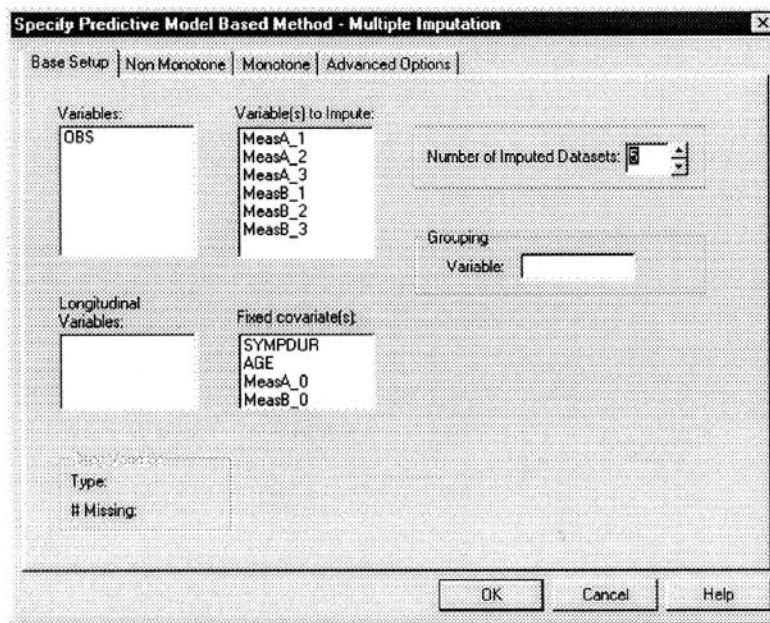 Specify Predictive Model Based Method - Multiple Imputation
Base Setup
Non Monotone
Monotone
Advanced Options
Variables:
OBS
Variable(s) to Impute:
MeasA_1
MeasA_2
MeasA_3
MeasB_1
MeasB_2
MeasB_3
Number of Imputed Datasets: 5
Grouping
Variable:
Longitudinal
Variables:
Fixed covariate(s):
SYMPDUR
AGE
MeasA_0
MeasB_0
Type:
# Missing:
OK
Cancel
Help